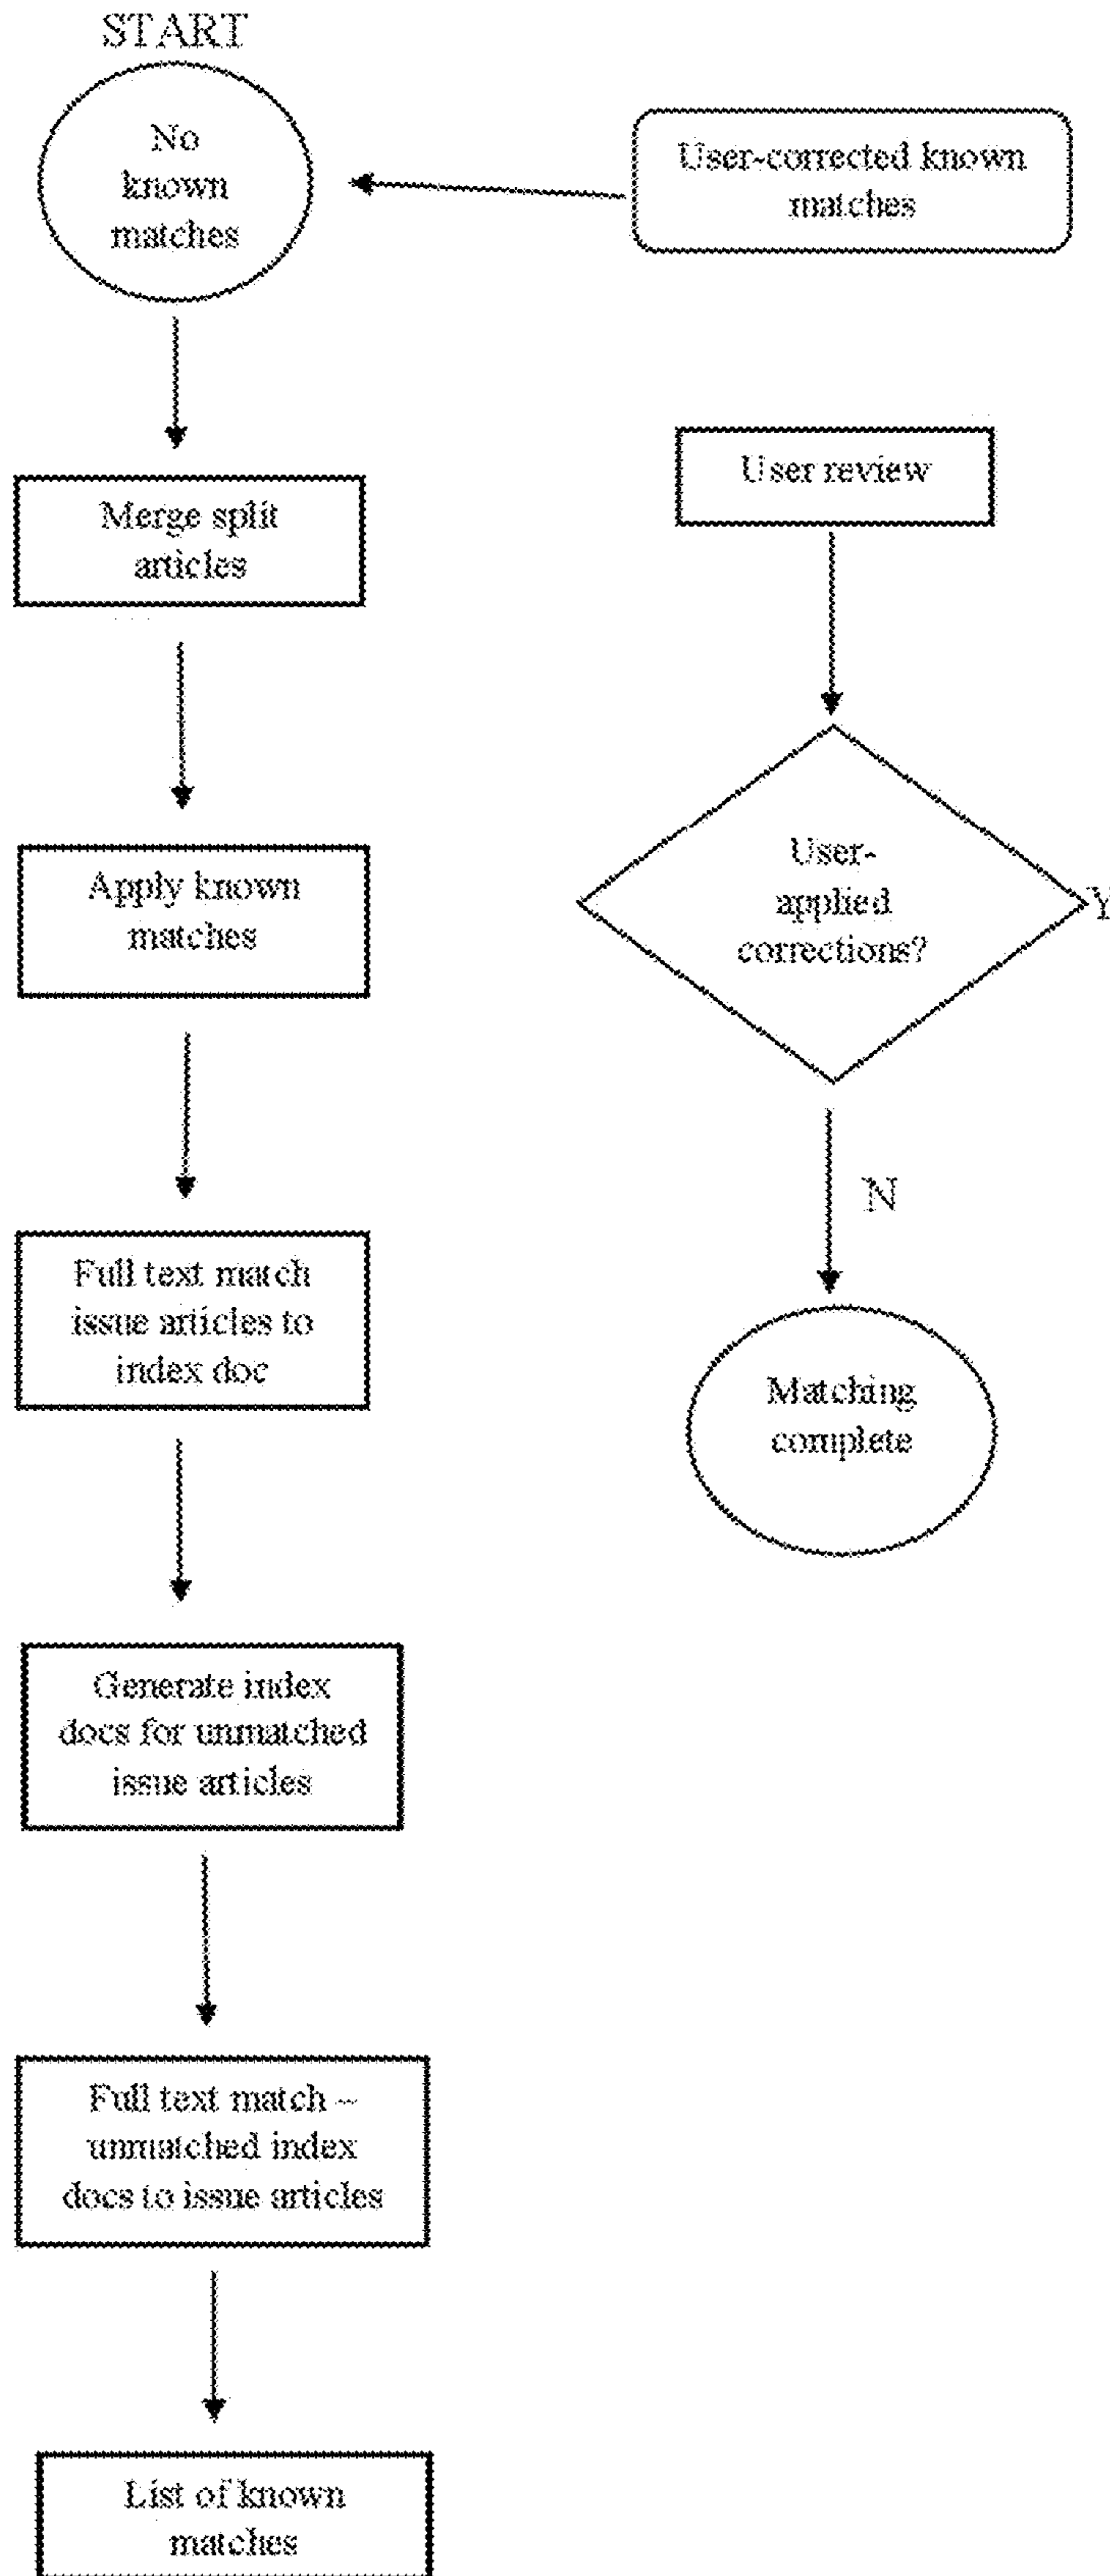 START
No
known
matches
User-corrected known
matches
Merge split
articles
User review
Apply known
matches
User-
applied
corrections?
Y
N
Full text match
issue articles to
index doc
Matching
complete
Generate index
docs for unmatched
issue articles
Full text match –
unmatched index
docs to issue articles
List of known
matches